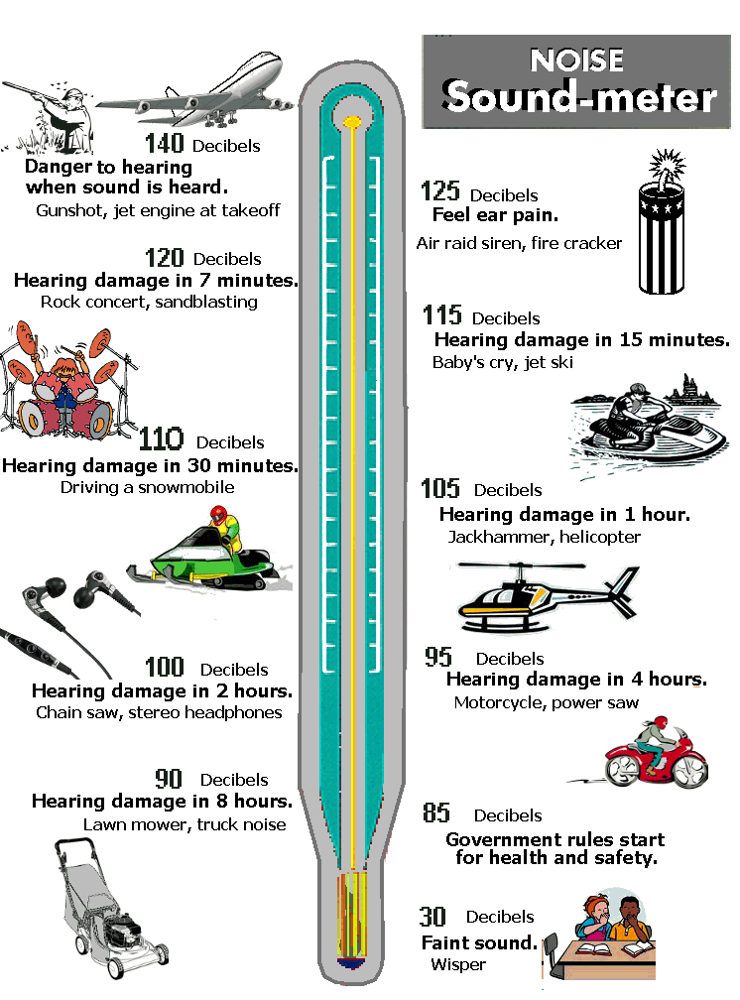 NOISE
Sound-meter
140 Decibels
Danger to hearing
when sound is heard.
Gunshot, jet engine at takeoff
125 Decibels
Feel ear pain.
Air raid siren, fire cracker
120 Decibels
Hearing damage in 7 minutes.
Rock concert, sandblasting
115 Decibels
Hearing damage in 15 minutes.
Baby's cry, jet ski
110 Decibels
Hearing damage in 30 minutes.
Driving a snowmobile
105 Decibels
Hearing damage in 1 hour.
Jackhammer, helicopter
100 Decibels
Hearing damage in 2 hours.
Chain saw, stereo headphones
95 Decibels
Hearing damage in 4 hours.
Motorcycle, power saw
90 Decibels
Hearing damage in 8 hours.
Lawn mower, truck noise
85 Decibels
Government rules start
for health and safety.
30 Decibels
Faint sound.
Wisper